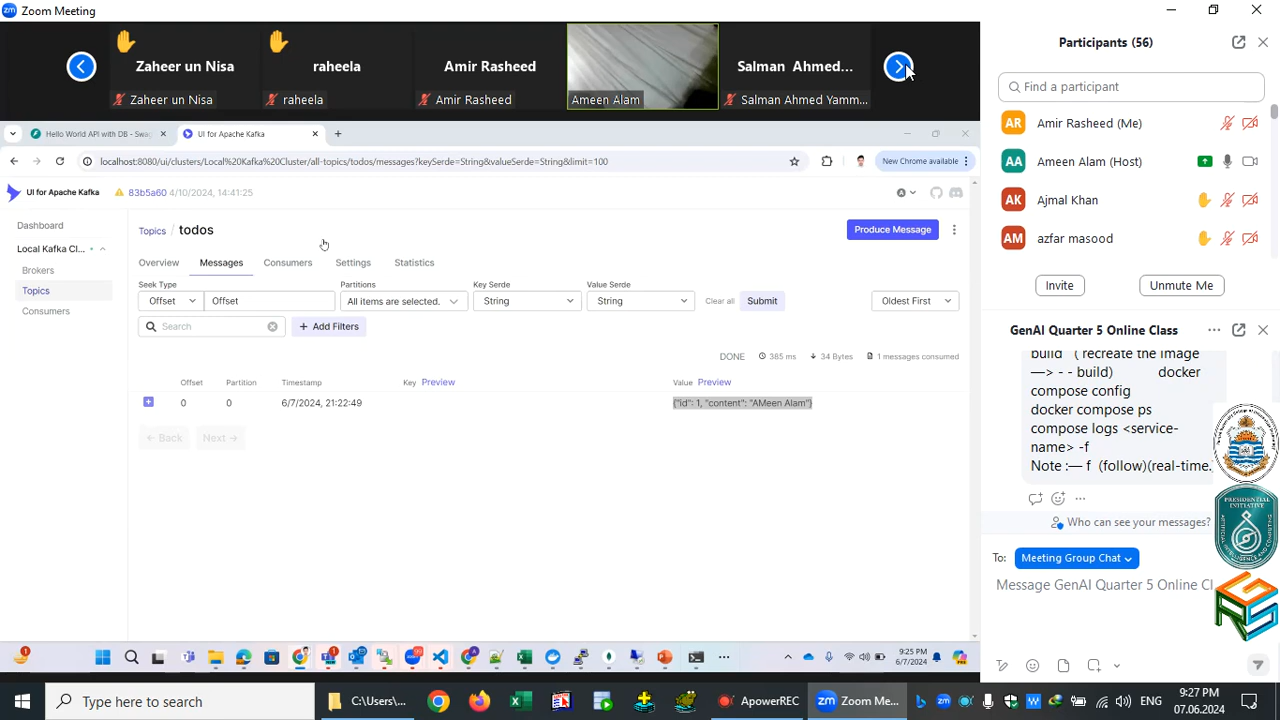 Zoom Meeting
Zaheer un Nisa
raheela
Amir Rasheed
Salman Ahmed...
Zaheer un Nisa
raheela
Amir Rasheed
Ameen Alam
Salman Ahmed Yamm...
Hello World API with DB - Swag
UI for Apache Kafka
localhost:8080/ui/clusters/Local%20Kafka%20Cluster/all-topics/todos/messages?keySerde=String&valueSerde=String&limit=100
New Chrome available
UI for Apache Kafka
83b5a60 4/10/2024, 14:41:25
Dashboard
Local Kafka Cl...
Brokers
Topics
Consumers
Topics / todos
Produce Message
Overview Messages Consumers Settings Statistics
Seek Type Partitions Key Serde Value Serde
Offset Offset All items are selected. String String Clear all Submit Oldest First
Search + Add Filters
DONE 385 ms 34 Bytes 1 messages consumed
Offset Partition Timestamp Key Preview Value Preview
0 0 6/7/2024, 21:22:49 {"id": 1, "content": "AMeen Alam"}
← Back Next →
9:25 PM
6/7/2024
Participants (56)
Find a participant
AR Amir Rasheed (Me)
AA Ameen Alam (Host)
AK Ajmal Khan
AM azfar masood
Invite Unmute Me
GenAI Quarter 5 Online Class
build ( recreate the image
—> - - build) docker
compose config
docker compose ps
compose logs <service-
name> -f
Note :— f (follow)(real-time.
Who can see your messages?
To: Meeting Group Chat
Message GenAI Quarter 5 Online Cl
PRESIDENTIAL
INITIATIVE
Type here to search
C:\Users\...
ApowerREC
Zoom Me...
ENG
9:27 PM
07.06.2024